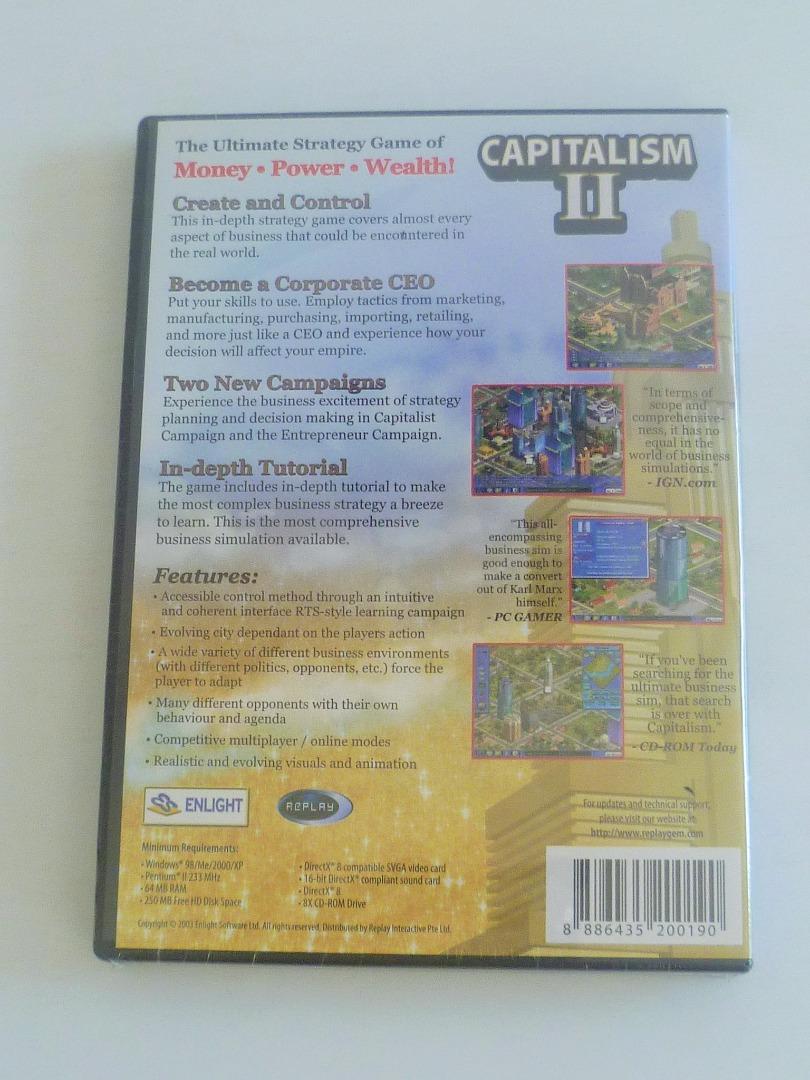 The Ultimate Strategy Game of
Money • Power • Wealth!
CAPITALISM
II
Create and Control
This in-depth strategy game covers almost every
aspect of business that could be encountered in
the real world.
Become a Corporate CEO
Put your skills to use. Employ tactics from marketing,
manufacturing, purchasing, importing, retailing,
and more just like a CEO and experience how your
decision will affect your empire.
Two New Campaigns
Experience the business excitement of strategy
planning and decision making in Capitalist
Campaign and the Entrepreneur Campaign.
In-depth Tutorial
The game includes in-depth tutorial to make
the most complex business strategy a breeze
to learn. This is the most comprehensive
business simulation available.
"In terms of
scope and
comprehensive-
ness, it has no
equal in the
world of business
simulations."
- IGN.com
"This all-
encompassing
business sim is
good enough to
make a convert
out of Karl Marx
himself."
- PC GAMER
"If you've been
searching for the
ultimate business
sim, that search
is over with
Capitalism."
- CD-ROM Today
Features:
• Accessible control method through an intuitive
and coherent interface RTS-style learning campaign
• Evolving city dependant on the players action
• A wide variety of different business environments
(with different politics, opponents, etc.) force the
player to adapt
• Many different opponents with their own
behaviour and agenda
• Competitive multiplayer / online modes
• Realistic and evolving visuals and animation
ENLIGHT
REPLAY
For updates and technical support,
please visit our website at:
http://www.replaygem.com
Minimum Requirements:
• Windows® 98/Me/2000/XP
• Pentium® II 233 MHz
• 64 MB RAM
• 250 MB Free HD Disk Space
• DirectX® 8 compatible SVGA video card
• 16-bit DirectX® compliant sound card
• DirectX® 8
• 8X CD-ROM Drive
Copyright © 2003 Enlight Software Ltd. All rights reserved. Distributed by Replay Interactive Pte Ltd.
8 886435 200190